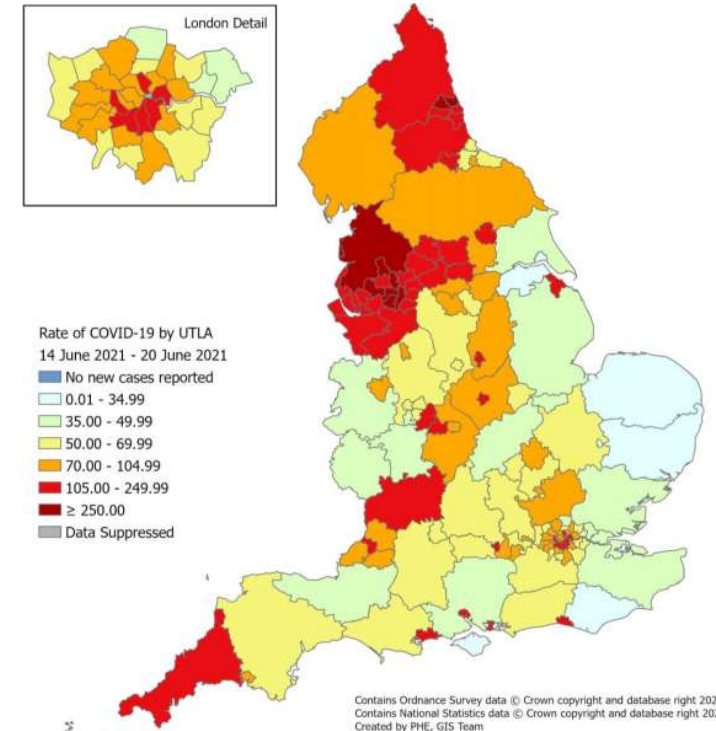 London Detail
Rate of COVID-19 by UTLA
14 June 2021 - 20 June 2021
No new cases reported
0.01 - 34.99
35.00 - 49.99
50.00 - 69.99
70.00 - 104.99
105.00 - 249.99
≥ 250.00
Data Suppressed
Contains Ordnance Survey data © Crown copyright and database right 202
Contains National Statistics data © Crown copyright and database right 202
Created by PHE, GIS Team